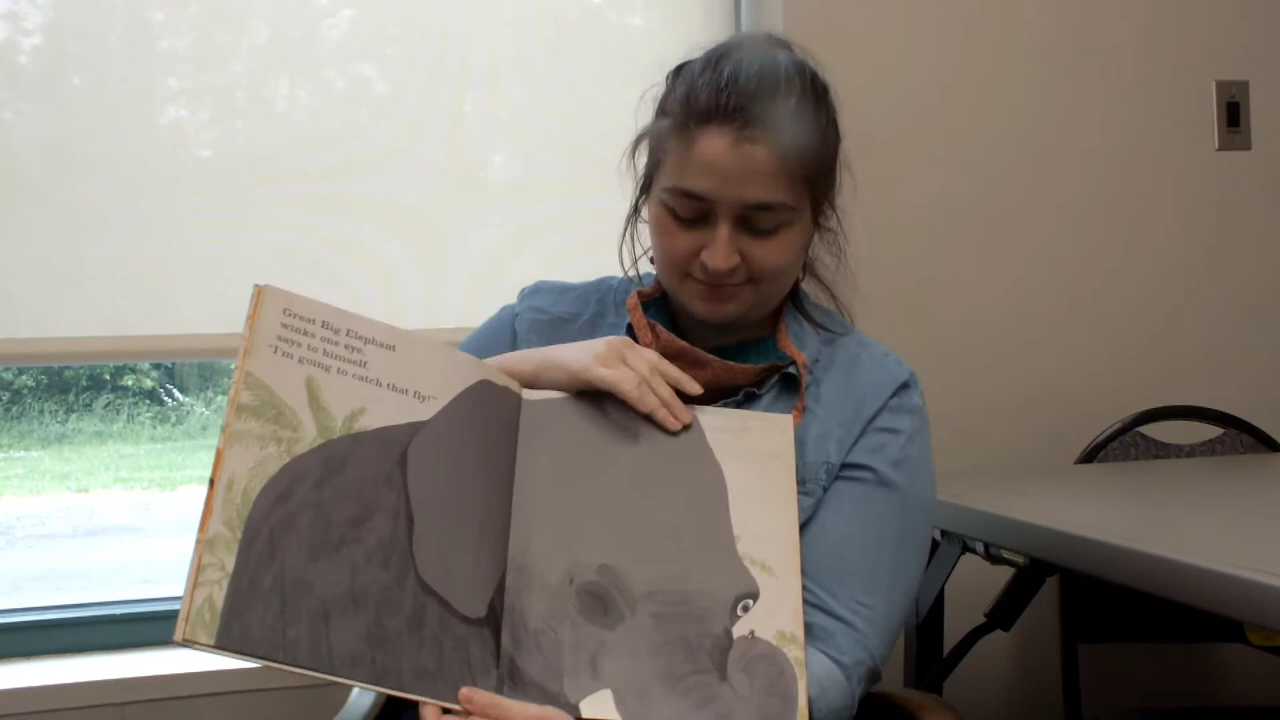 Great Big Elephant
winks one eye,
says to himself,
"I'm going to catch that fly!"